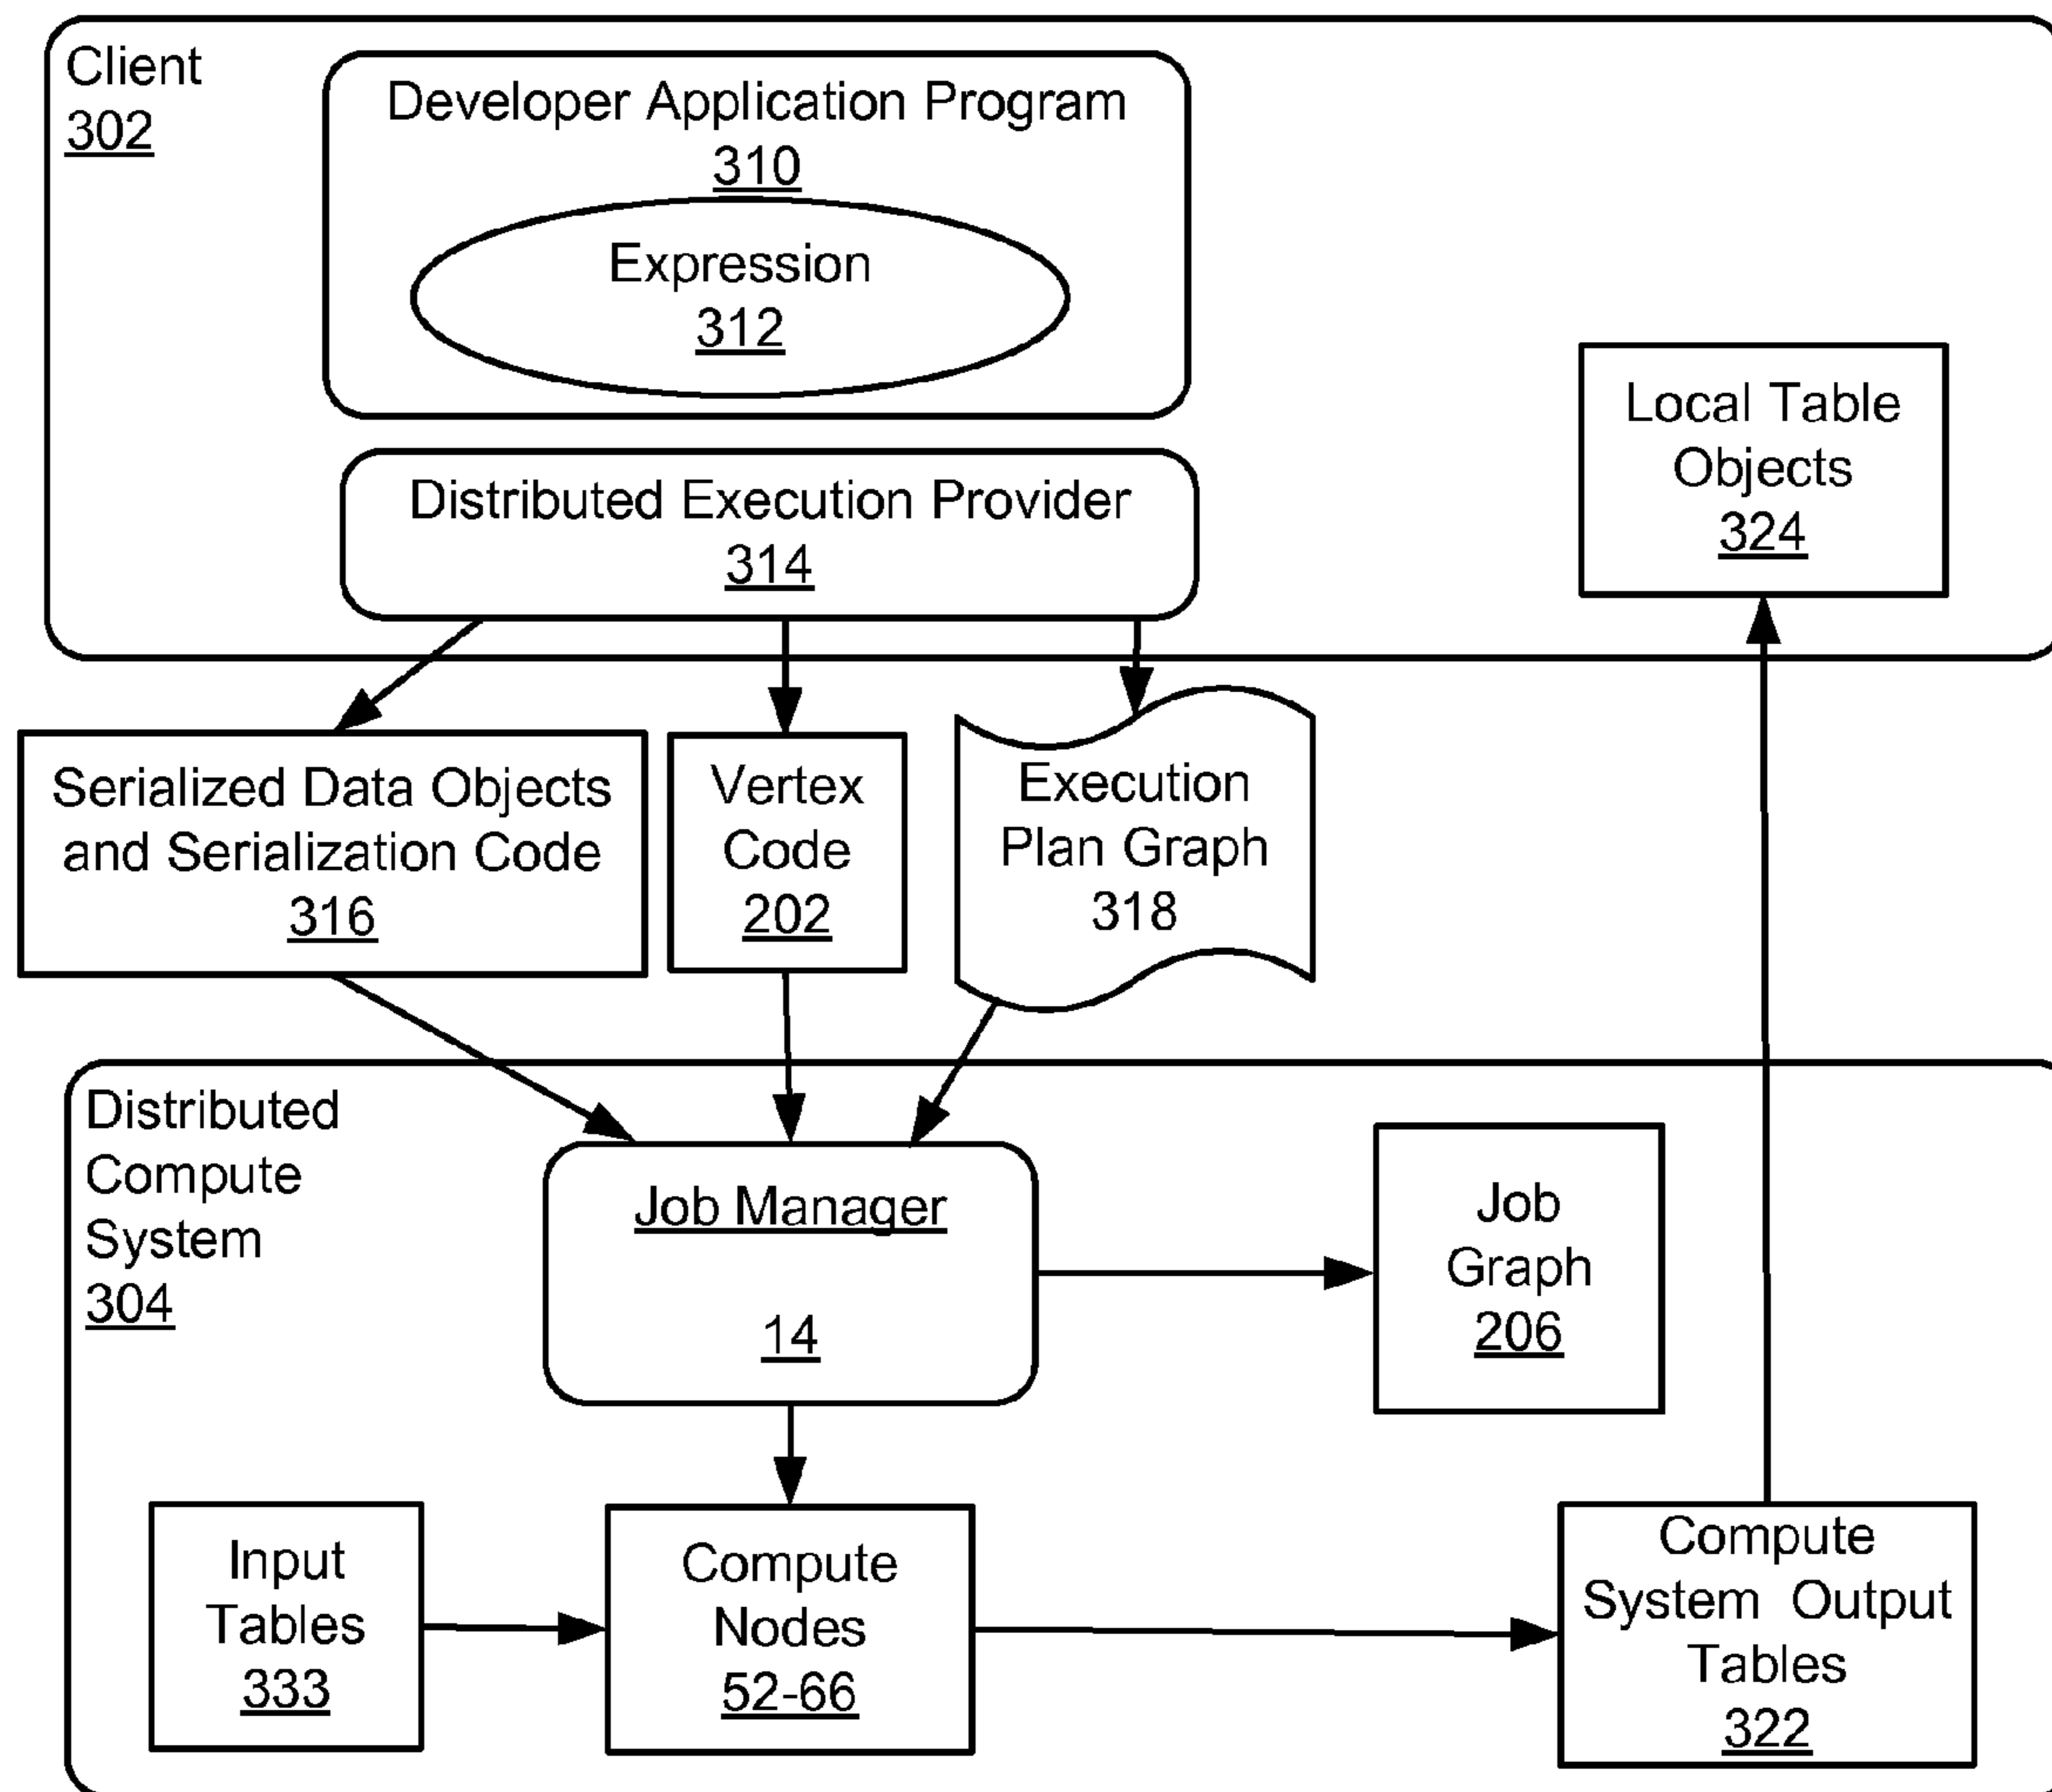 Client
302
Developer Application Program
310
Expression
312
Distributed Execution Provider
314
Local Table
Objects
324
Serialized Data Objects
and Serialization Code
316
Vertex
Code
202
Execution
Plan Graph
318
Distributed
Compute
System
304
Job Manager
14
Job
Graph
206
Input
Tables
333
Compute
Nodes
52-66
Compute
System Output
Tables
322